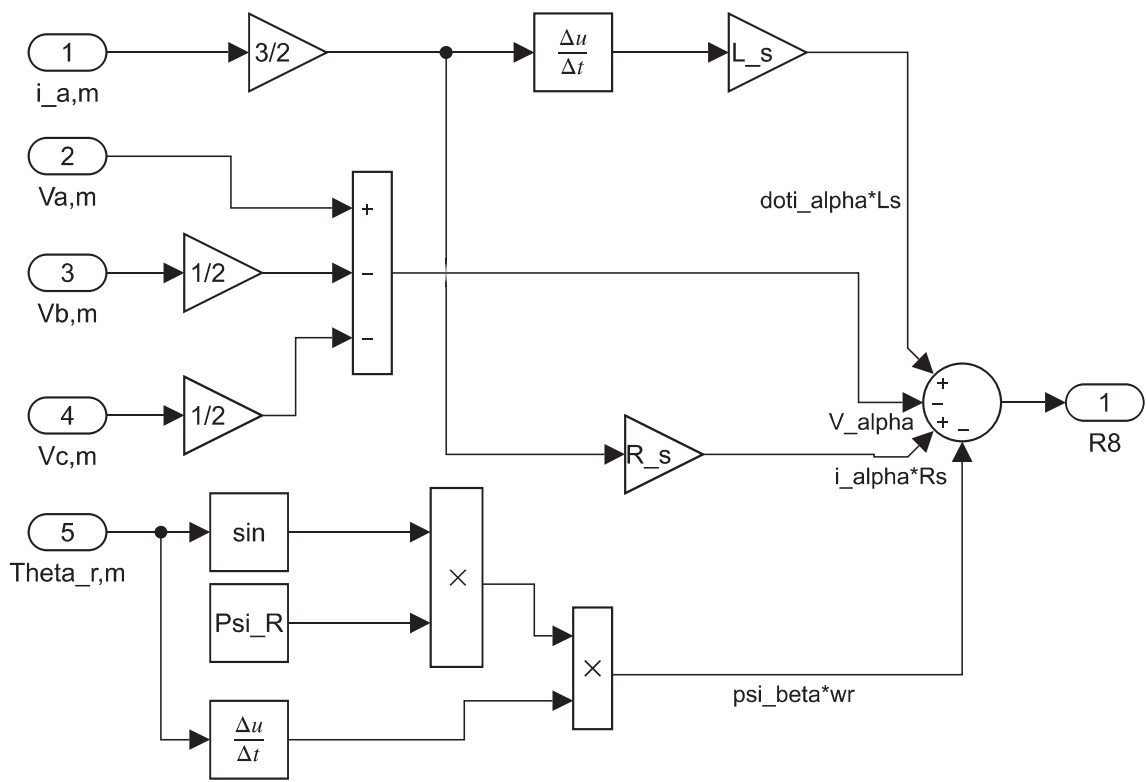 1
i_a,m
3/2
Δu
Δt
L_s
2
Va,m
doti_alpha*Ls
+
3
Vb,m
1/2
−
−
4
Vc,m
1/2
+
−
+
−
V_alpha
R_s
i_alpha*Rs
1
R8
5
Theta_r,m
sin
×
Psi_R
×
psi_beta*wr
Δu
Δt